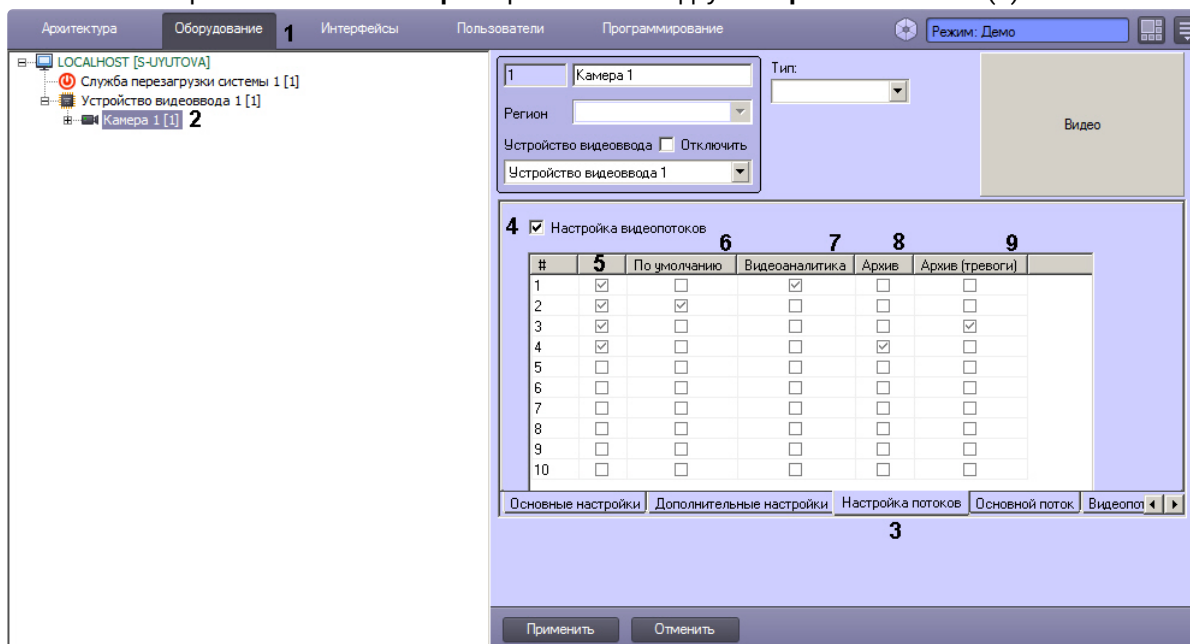 Архитектура Оборудование 1 Интерфейсы Пользователи Программирование Режим: Демо
LOCALHOST [S-UYUTOVA]
Служба перезагрузки системы 1 [1]
Устройство видеоввода 1 [1]
Камера 1 [1] 2
1 Камера 1
Тип:
Регион
Устройство видеоввода Отключить
Устройство видеоввода 1
Видео
4 Настройка видеопотоков
5 6 7 8 9
# По умолчанию Видеоаналитика Архив Архив (тревоги)
1
2
3
4
5
6
7
8
9
10
Основные настройки Дополнительные настройки Настройка потоков Основной поток
3
Применить Отменить